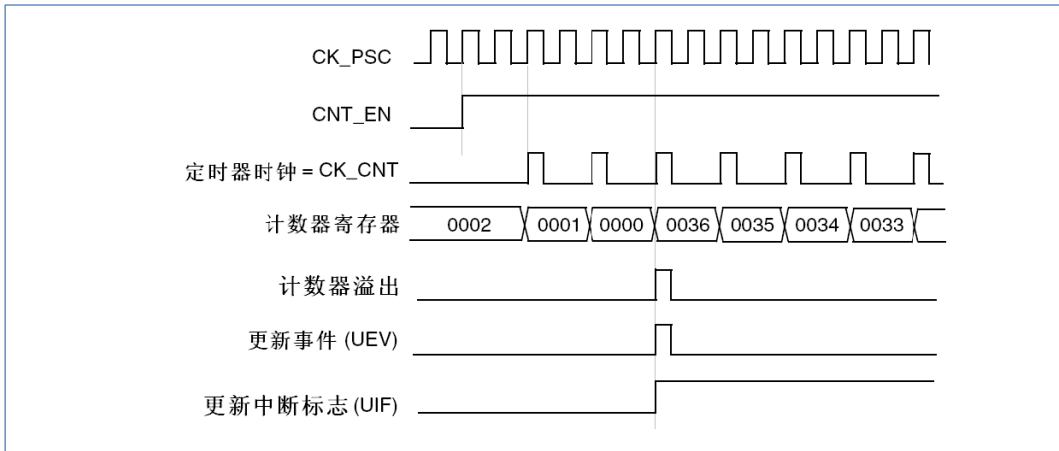 CK_PSC
CNT_EN
定时器时钟 = CK_CNT
计数器寄存器 0002 0001 0000 0036 0035 0034 0033
计数器溢出
更新事件 (UEV)
更新中断标志 (UIF)